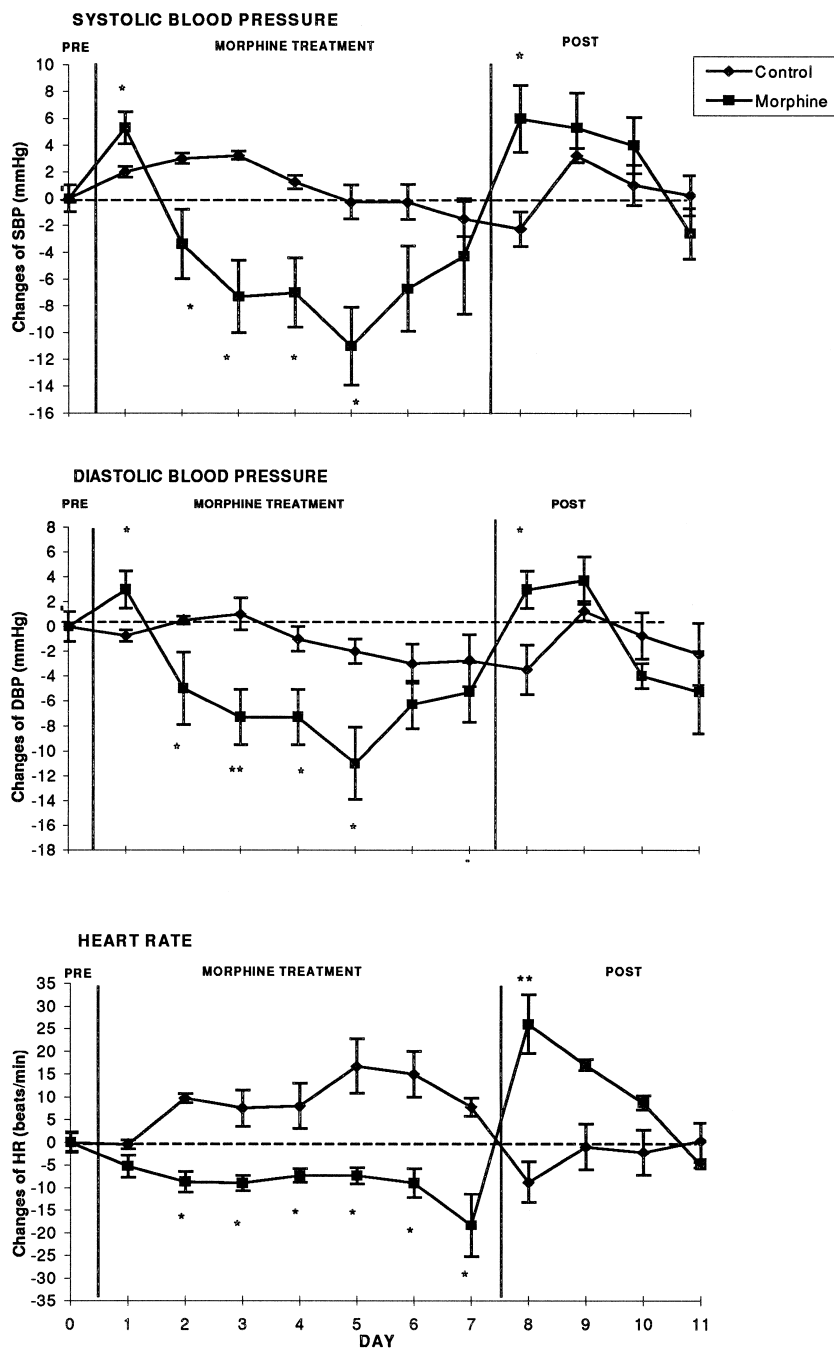 SYSTOLIC BLOOD PRESSURE
PRE MORPHINE TREATMENT POST
Control
Morphine
Changes of SBP (mmHg)
10
8
6
4
2
0
-2
-4
-6
-8
-10
-12
-14
-16
* * * * * *
DIASTOLIC BLOOD PRESSURE
PRE MORPHINE TREATMENT POST
Changes of DBP (mmHg)
8
6
4
2
0
-2
-4
-6
-8
-10
-12
-14
-16
-18
* * ** * * *
HEART RATE
PRE MORPHINE TREATMENT POST
Changes of HR (beats/min)
35
30
25
20
15
10
5
0
-5
-10
-15
-20
-25
-30
-35
* * * * * * **
0 1 2 3 4 5 6 7 8 9 10 11
DAY